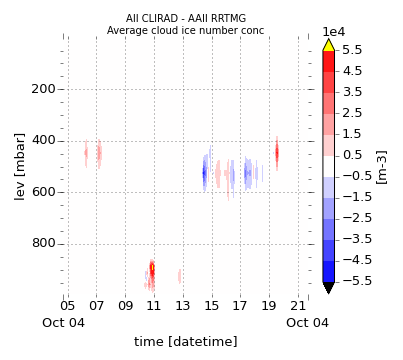 All CLIRAD - AAll RRTMG
Average cloud ice number conc
1e4
5.5
4.5
3.5
2.5
1.5
0.5
−0.5
−1.5
−2.5
−3.5
−4.5
−5.5
[m-3]
lev [mbar]
200
400
600
800
05 07 09 11 13 15 17 19 21
Oct 04 Oct 04
time [datetime]